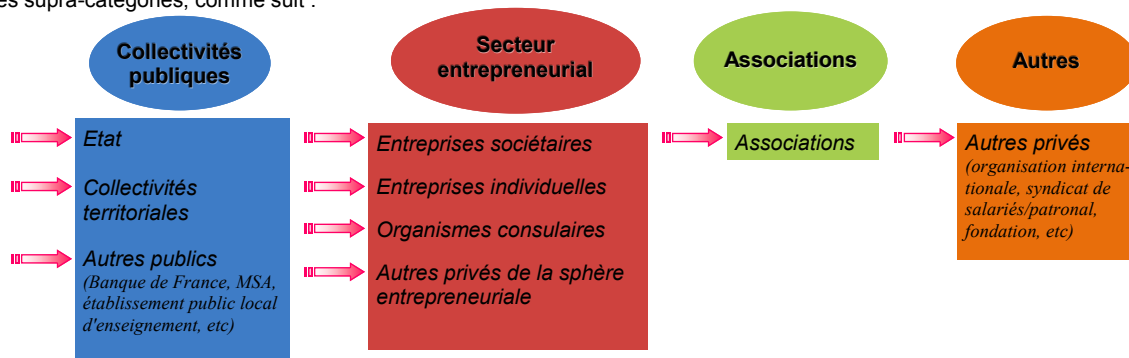 es supra-catégories, comme suit :
Collectivités
publiques
Etat
Collectivités
territoriales
Autres publics
(Banque de France, MSA,
établissement public local
d'enseignement, etc)
Secteur
entrepreneurial
Entreprises sociétaires
Entreprises individuelles
Organismes consulaires
Autres privés de la sphère
entrepreneuriale
Associations
Associations
Autres
Autres privés
(organisation interna-
tionale, syndicat de
salariés/patronal,
fondation, etc)